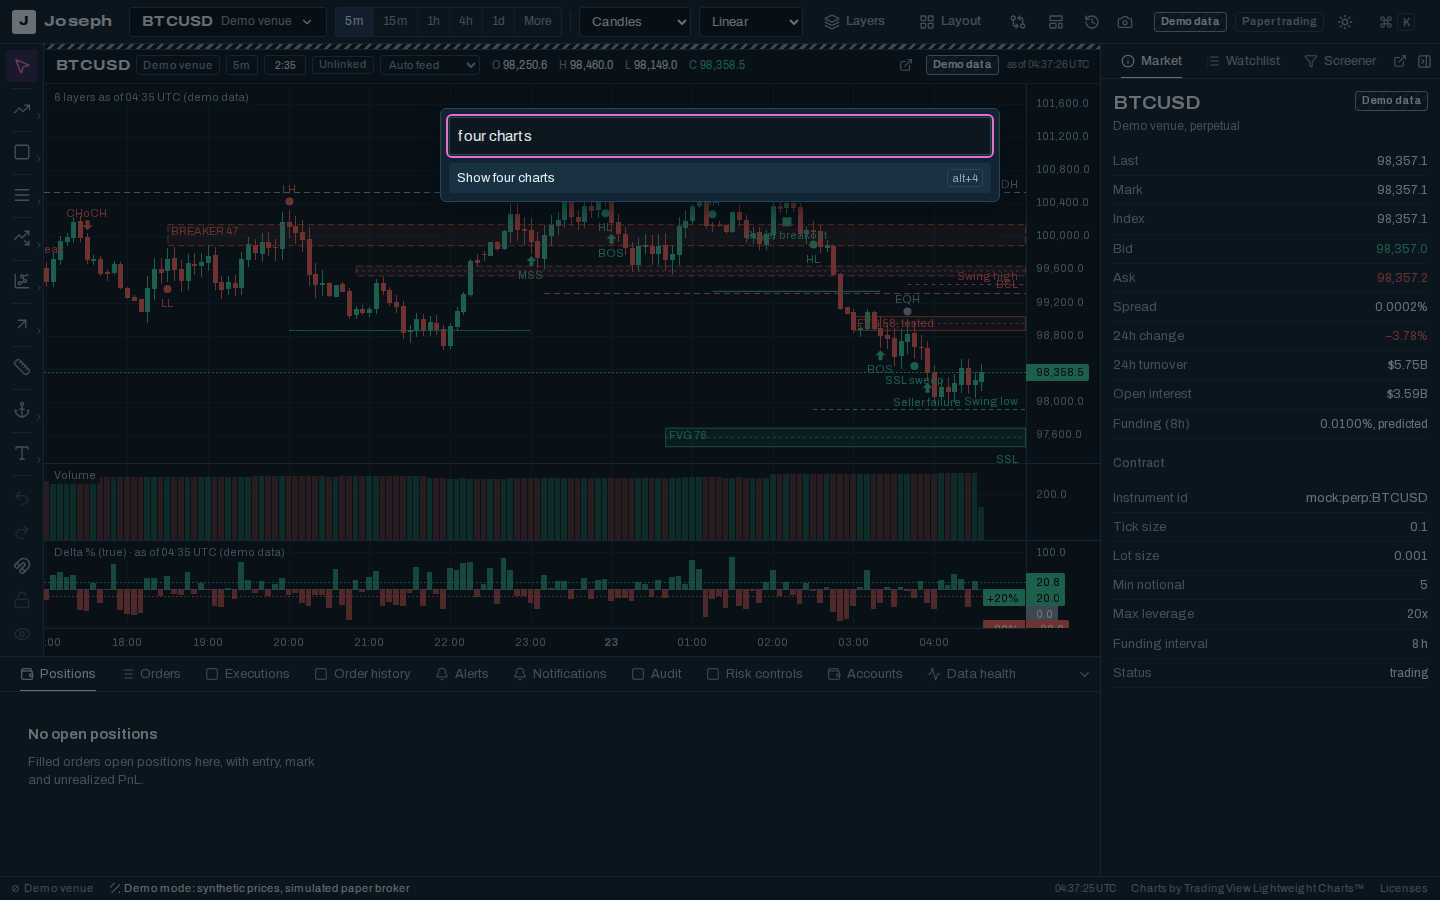 J Joseph BTCUSD Demo venue 5m 15m 1h 4h 1d More Candles Linear Layers Layout Demo data Paper trading ⌘ K
BTCUSD Demo venue 5m 2:35 Unlinked Auto feed O 98,250.6 H 98,460.0 L 98,149.0 C 98,358.5 Demo data as of 04:37:26 UTC
Market Watchlist Screener
6 layers as of 04:35 UTC (demo data)
four charts
Show four charts alt+4
101,600.0
101,200.0
100,800.0
100,400.0
100,000.0
99,600.0
99,200.0
98,800.0
98,358.5
98,000.0
97,600.0
LH
CHoCH
BREAKER 47
LL
MSS
HL
BOS
HL
Swing high
BSL
EQH
tested
BOS
SSL sweep
Seller failure Swing low
FVG 76
SSL
Volume
200.0
Delta % (true) · as of 04:35 UTC (demo data)
100.0
20.8
+20% 20.0
0.0
18:00 19:00 20:00 21:00 22:00 23:00 23 01:00 02:00 03:00 04:00
BTCUSD Demo data
Demo venue, perpetual
Last 98,357.1
Mark 98,357.1
Index 98,357.1
Bid 98,357.0
Ask 98,357.2
Spread 0.0002%
24h change −3.78%
24h turnover $5.75B
Open interest $3.59B
Funding (8h) 0.0100%, predicted
Contract
Instrument id mock:perp:BTCUSD
Tick size 0.1
Lot size 0.001
Min notional 5
Max leverage 20x
Funding interval 8 h
Status trading
Positions Orders Executions Order history Alerts Notifications Audit Risk controls Accounts Data health
No open positions
Filled orders open positions here, with entry, mark
and unrealized PnL.
Demo venue Demo mode: synthetic prices, simulated paper broker 04:37:25 UTC Charts by TradingView Lightweight Charts™ Licenses